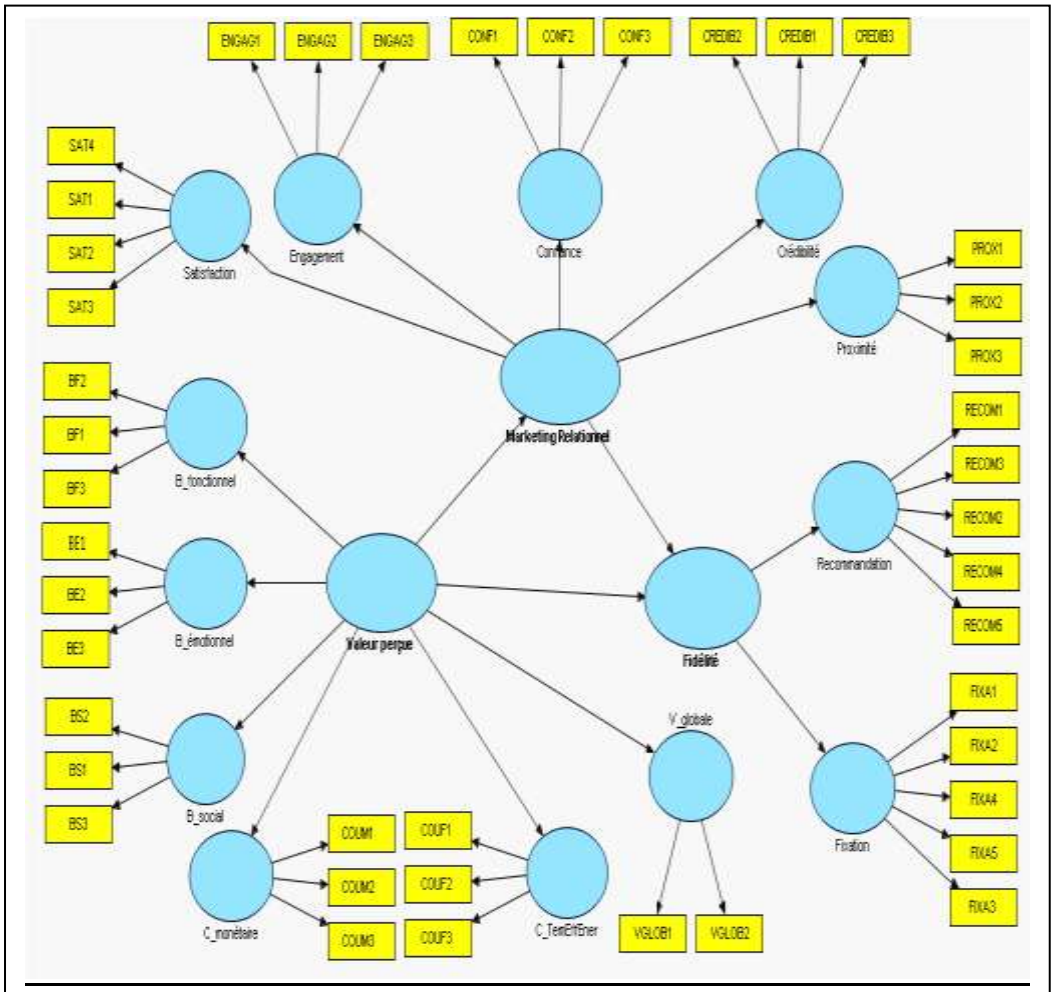 ENGAG1
ENGAG2
ENGAG3
CONF1
CONF2
CONF3
CREDIB2
CREDIB1
CREDIB3
SAT4
SAT1
SAT2
SAT3
Satisfaction
Engagement
Confiance
Crédibilité
PROX1
PROX2
PROX3
Proximité
Marketing Relationnel
BF2
BF1
BF3
B_fonctionnel
RECOM1
RECOM3
RECOM2
RECOM4
RECOM5
Recommandation
BE1
BE2
BE3
B_émotionnel
Valeur perçue
Fidélité
BS2
BS1
BS3
B_social
V_globale
FIXA1
FIXA2
FIXA4
FIXA5
FIXA3
Fixation
COUM1
COUM2
COUM3
C_monétaire
COUF1
COUF2
COUF3
C_TemEffEner
VGLOB1
VGLOB2